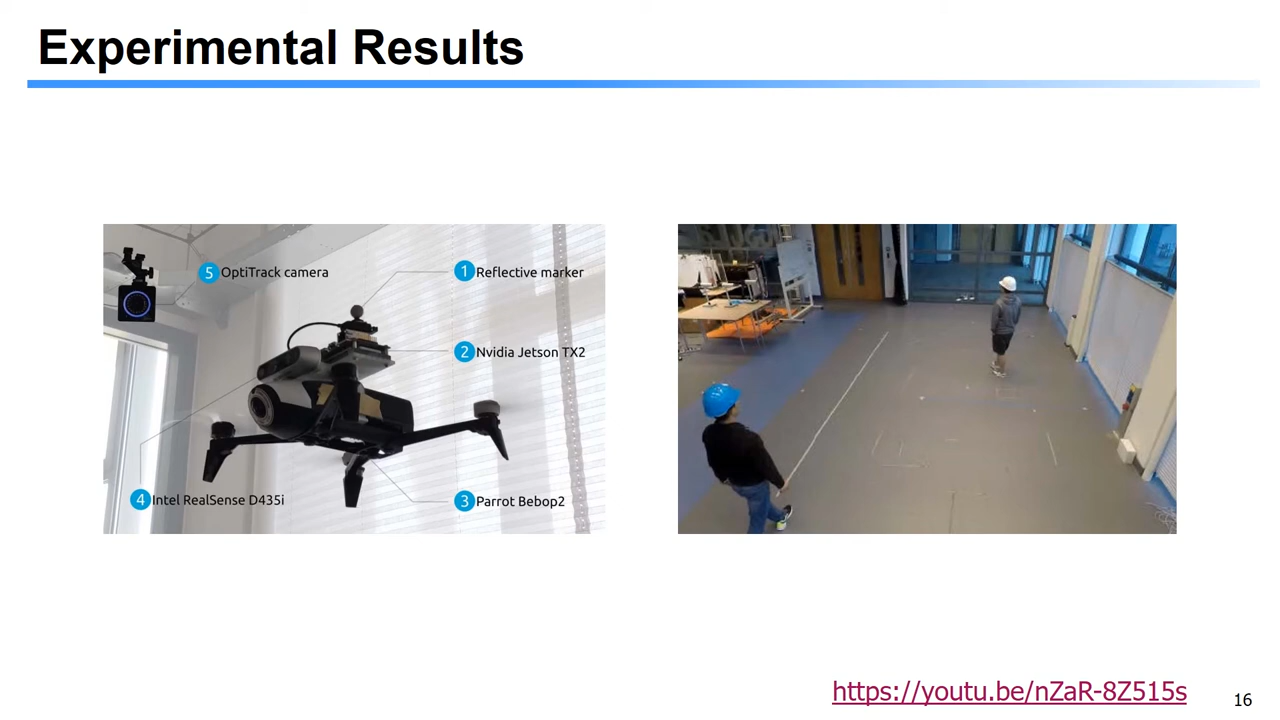 Experimental Results
5 OptiTrack camera
1 Reflective marker
2 Nvidia Jetson TX2
4 Intel RealSense D435i
3 Parrot Bebop2
https://youtu.be/nZaR-8Z515s
16